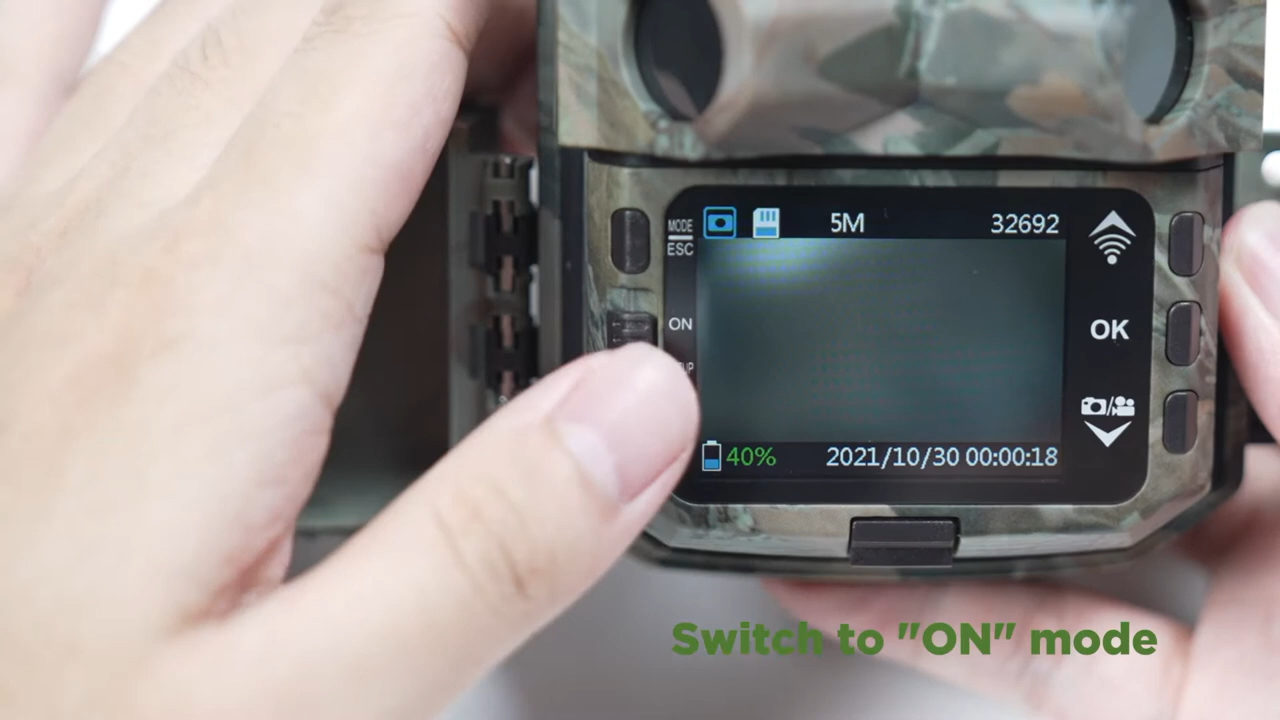 MODE
ESC
5M
32692
ON
OK
40%
2021/10/30 00:00:18
Switch to "ON" mode